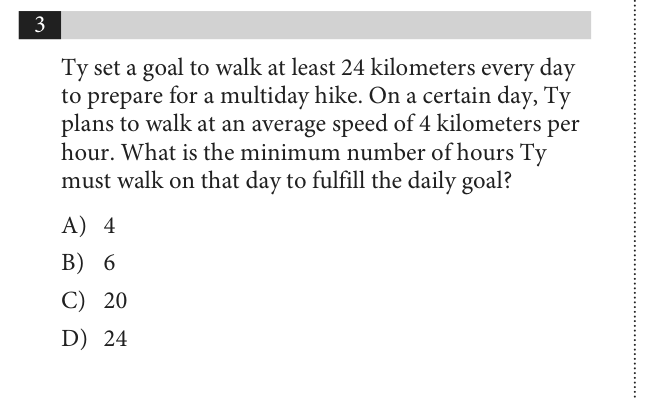 3
Ty set a goal to walk at least 24 kilometers every day
to prepare for a multiday hike. On a certain day, Ty
plans to walk at an average speed of 4 kilometers per
hour. What is the minimum number of hours Ty
must walk on that day to fulfill the daily goal?
A) 4
B) 6
C) 20
D) 24